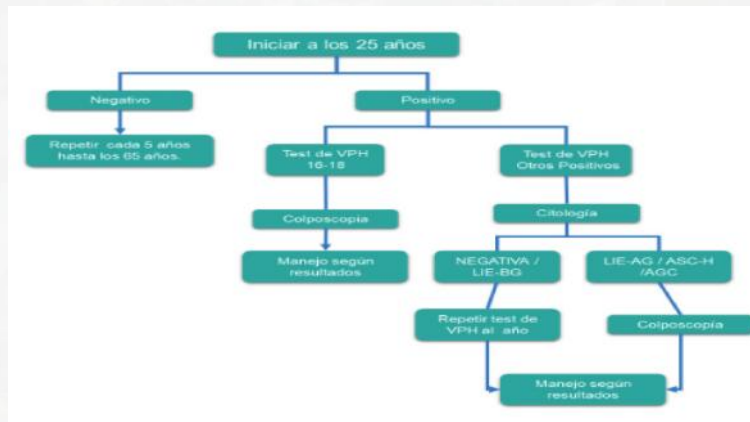 Iniciar a los 25 años
Negativo
Positivo
Repetir cada 5 años
hasta los 65 años.
Test de VPH
16-18
Test de VPH
Otros Positivos
Colposcopia
Citología
Manejo según
resultados
NEGATIVA /
LIE-BG
LIE-AG / ASC-H
/AGC
Repetir test de
VPH al año
Colposcopía
Manejo según
resultados